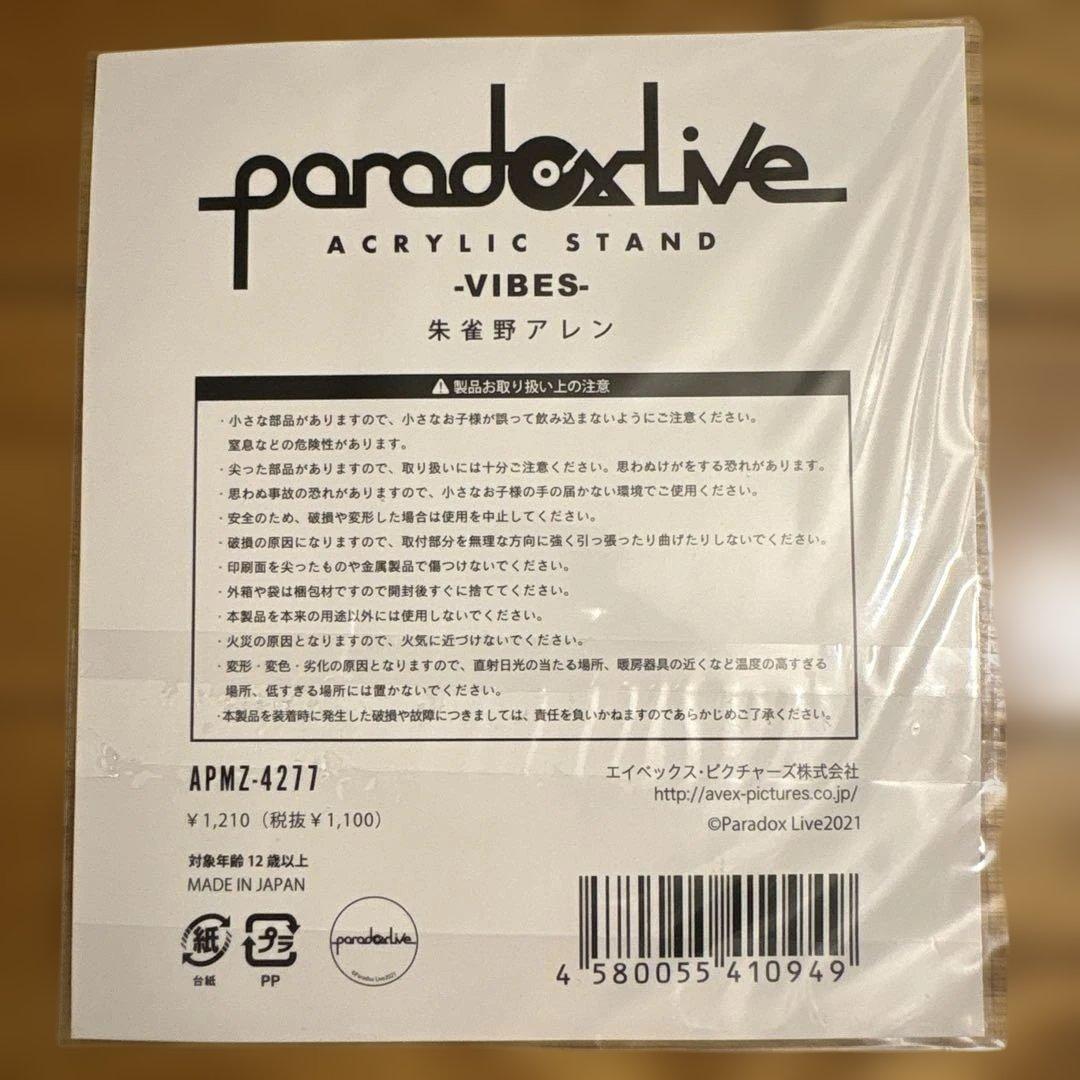 paradoxLive
ACRYLIC STAND
-VIBES-
朱雀野アレン
製品お取り扱い上の注意
・小さな部品がありますので、小さなお子様が誤って飲み込まないようにご注意ください。
窒息などの危険性があります。
・尖った部品がありますので、取り扱いには十分ご注意ください。思わぬけがをする恐れがあります。
・思わぬ事故の恐れがありますので、小さなお子様の手の届かない環境でご使用ください。
・安全のため、破損や変形した場合は使用を中止してください。
・破損の原因になりますので、取付部分を無理な方向に強く引っ張ったり曲げたりしないでください。
・印刷面を尖ったものや金属製品で傷つけないでください。
・外箱や袋は梱包材ですので開封後すぐに捨ててください。
・本製品を本来の用途以外には使用しないでください。
・火災の原因となりますので、火気に近づけないでください。
・変形・変色・劣化の原因となりますので、直射日光の当たる場所、暖房器具の近くなど温度の高すぎる
場所、低すぎる場所には置かないでください。
・本製品を装着時に発生した破損や故障につきましては、責任を負いかねますのであらかじめご了承ください。
APMZ-4277
¥1,210（税抜¥1,100）
エイベックス・ピクチャーズ株式会社
http://avex-pictures.co.jp/
©Paradox Live2021
対象年齢12歳以上
MADE IN JAPAN
紙
台紙
プラ
PP
paradoxLive
©Paradox Live2021
4 580055 410949